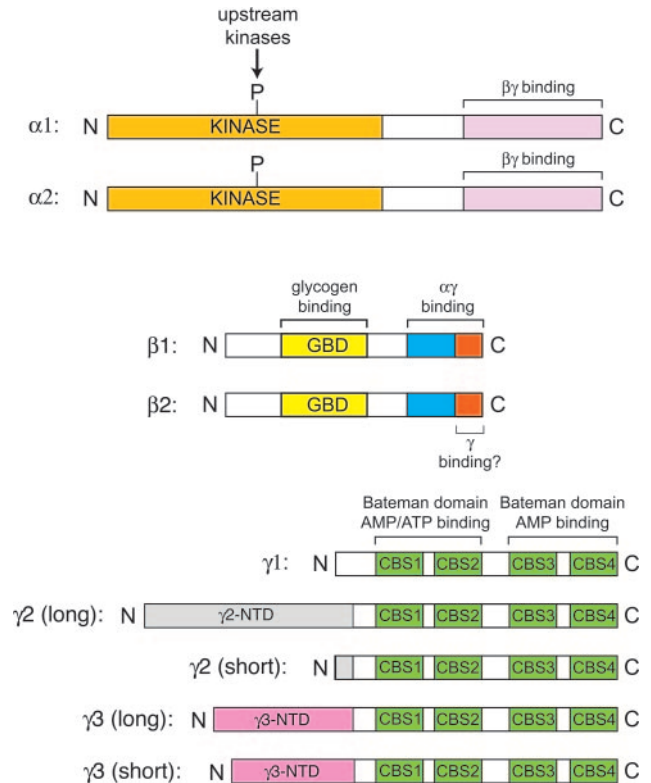 upstream
kinases
P
βγ binding
α1: N KINASE C
P
βγ binding
α2: N KINASE C
glycogen
binding
αγ
binding
β1: N GBD C
β2: N GBD C
γ
binding?
Bateman domain
AMP/ATP binding
Bateman domain
AMP binding
γ1: N CBS1 CBS2 CBS3 CBS4 C
γ2 (long): N γ2-NTD CBS1 CBS2 CBS3 CBS4 C
γ2 (short): N CBS1 CBS2 CBS3 CBS4 C
γ3 (long): N γ3-NTD CBS1 CBS2 CBS3 CBS4 C
γ3 (short): N γ3-NTD CBS1 CBS2 CBS3 CBS4 C